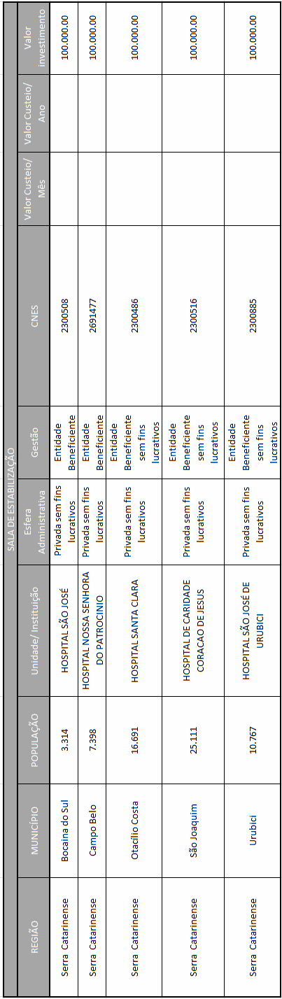 SALA DE ESTABILIZAÇÃO
REGIÃO
MUNICÍPIO
POPULAÇÃO
Unidade/ Instituição
Esfera
Administrativa
Gestão
CNES
Valor Custeio/
Mês
Valor Custeio/
Ano
Valor
investimento
Serra Catarinense
Bocaina do Sul
3.314
HOSPITAL SÃO JOSÉ
Privada sem fins
lucrativos
Entidade
Beneficiente
2300508
100.000.00
Serra Catarinense
Campo Belo
7.398
HOSPITAL NOSSA SENHORA
DO PATROCINIO
Privada sem fins
lucrativos
Entidade
Beneficiente
2691477
100.000.00
Serra Catarinense
Otacílio Costa
16.691
HOSPITAL SANTA CLARA
Privada sem fins
lucrativos
Entidade
Beneficiente
sem fins
lucrativos
2300486
100.000.00
Serra Catarinense
São Joaquim
25.111
HOSPITAL DE CARIDADE
CORACAO DE JESUS
Privada sem fins
lucrativos
Entidade
Beneficiente
sem fins
lucrativos
2300516
100.000.00
Serra Catarinense
Urubici
10.767
HOSPITAL SÃO JOSÉ DE
URUBICI
Privada sem fins
lucrativos
Entidade
Beneficiente
sem fins
lucrativos
2300885
100.000.00